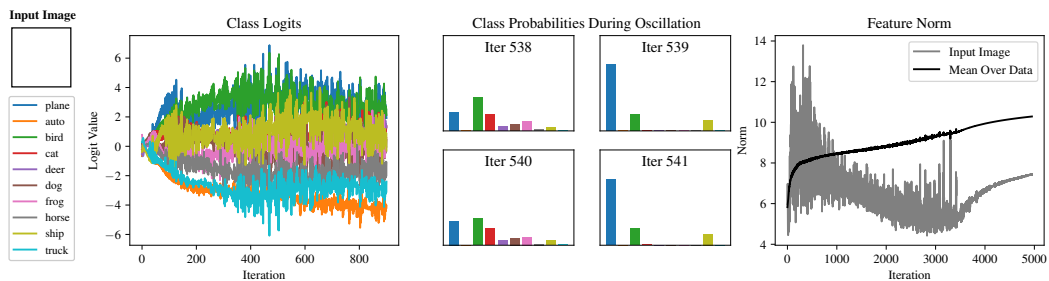 Input Image
plane
auto
bird
cat
deer
dog
frog
horse
ship
truck
Class Logits
Logit Value
6
4
2
0
−2
−4
−6
0
200
400
600
800
Iteration
Class Probabilities During Oscillation
Iter 538
Iter 539
Iter 540
Iter 541
Feature Norm
Norm
14
12
10
8
6
4
Input Image
Mean Over Data
0
1000
2000
3000
4000
5000
Iteration